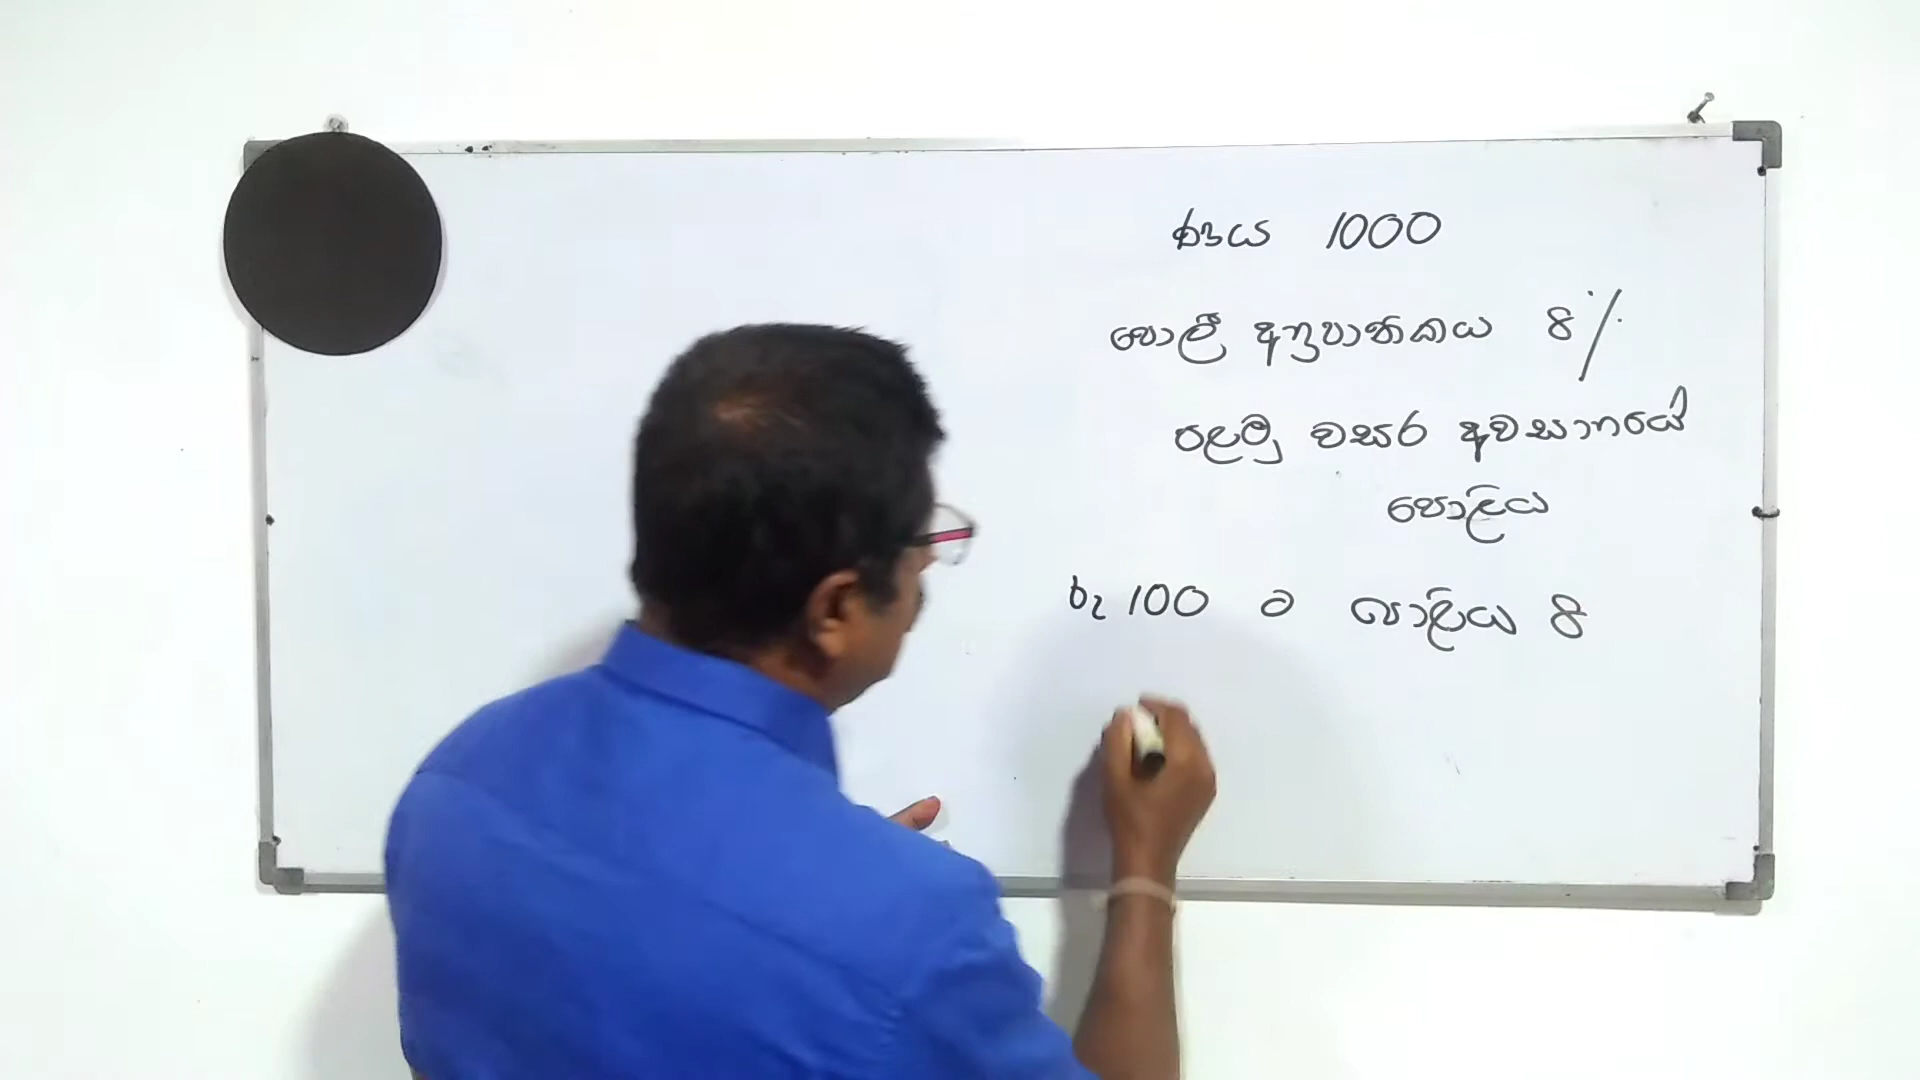 ණය 1000
පොලී අනුපාතිකය 8%
පළමු වසර අවසානයේ
පොළිය
රු 100 ට පොළිය 8